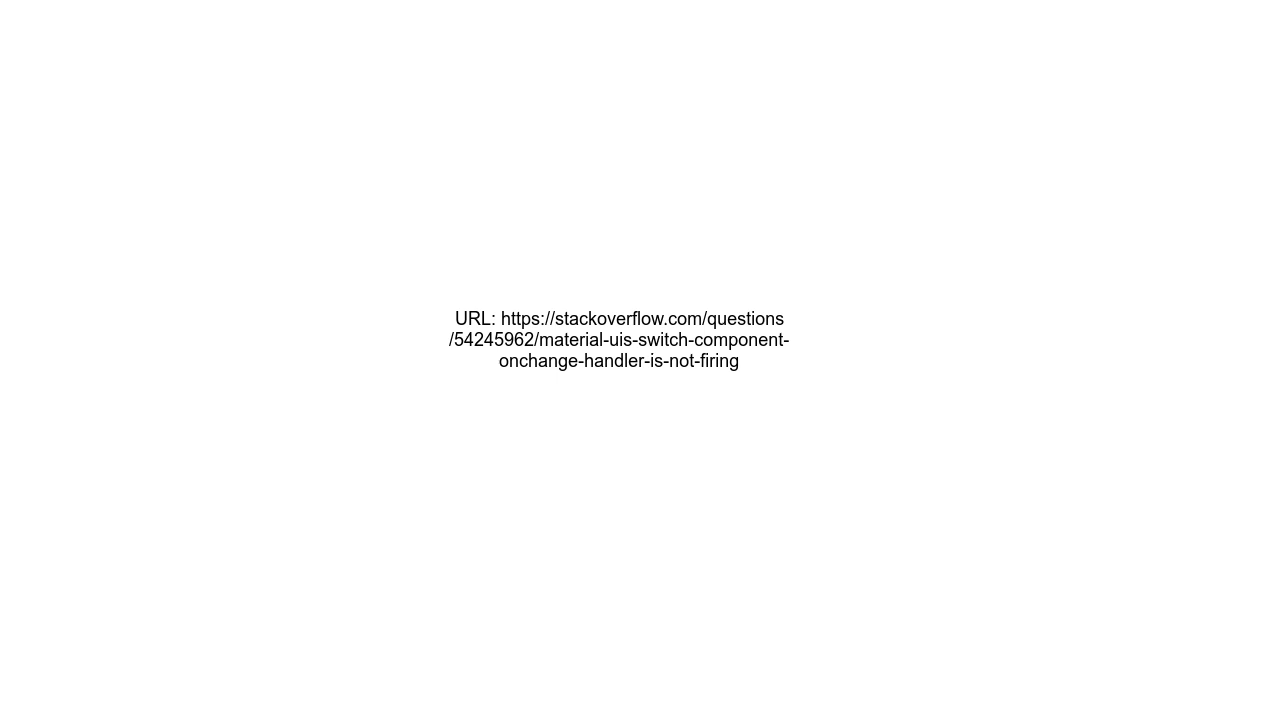 URL: https://stackoverflow.com/questions
/54245962/material-uis-switch-component-
onchange-handler-is-not-firing